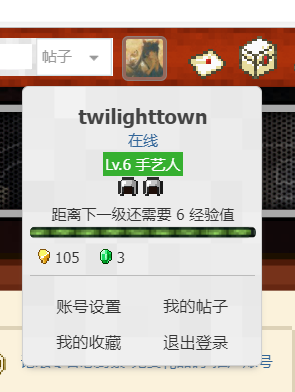 帖子
twilighttown
在线
Lv.6 手艺人
距离下一级还需要 6 经验值
105 3
账号设置 我的帖子
我的收藏 退出登录